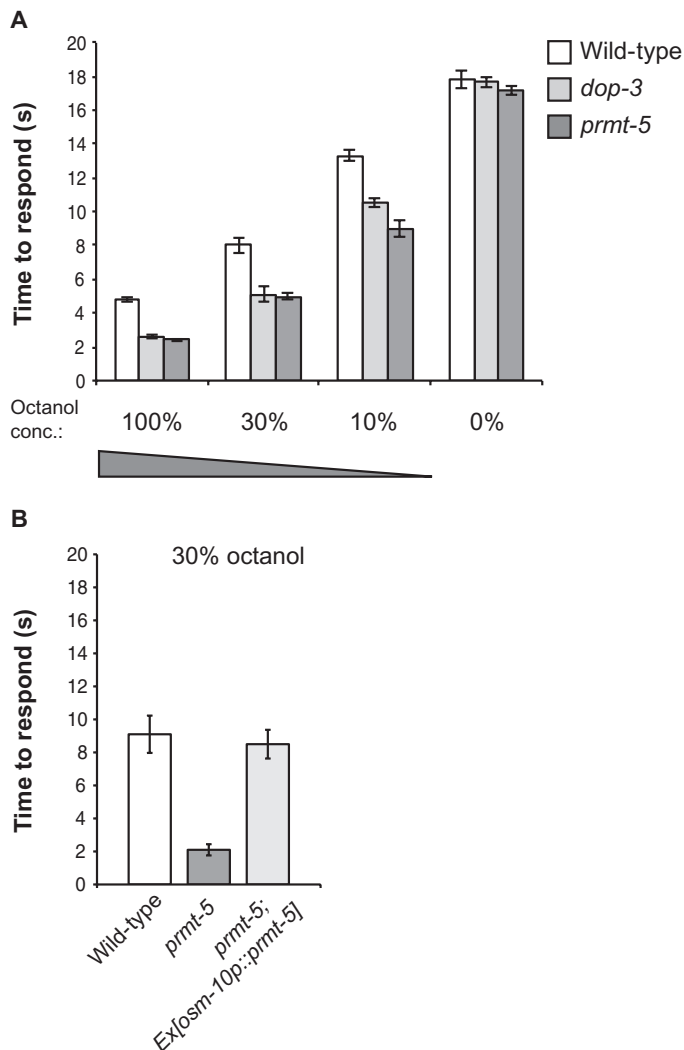 A
20
18
16
14
12
10
8
6
4
2
0
Time to respond (s)
Wild-type
dop-3
prmt-5
Octanol
conc.:
100% 30% 10% 0%
B
30% octanol
20
18
16
14
12
10
8
6
4
2
0
Time to respond (s)
Wild-type
prmt-5
prmt-5;
Ex[osm-10p::prmt-5]